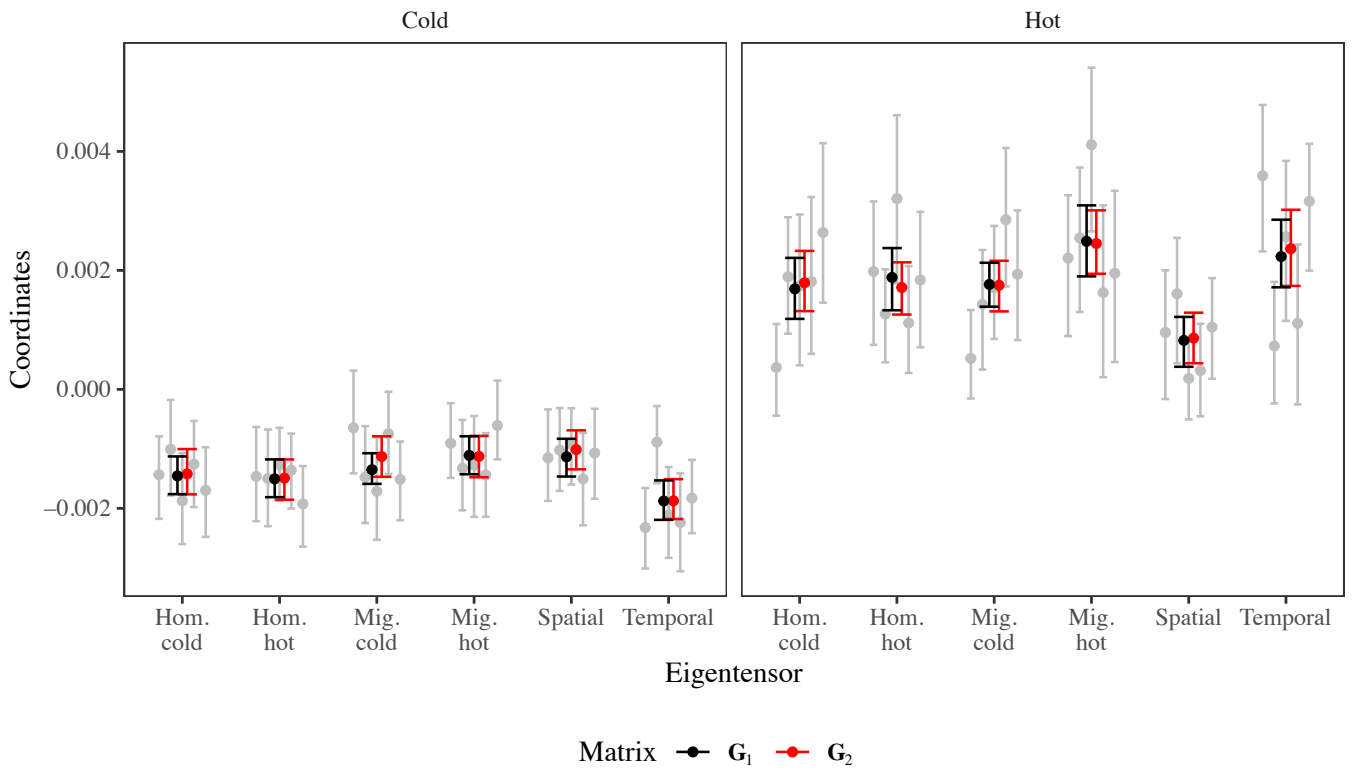 Cold
Hot
Coordinates
0.004
0.002
0.000
−0.002
Hom. cold
Hom. hot
Mig. cold
Mig. hot
Spatial
Temporal
Hom. cold
Hom. hot
Mig. cold
Mig. hot
Spatial
Temporal
Eigentensor
Matrix G₁ G₂